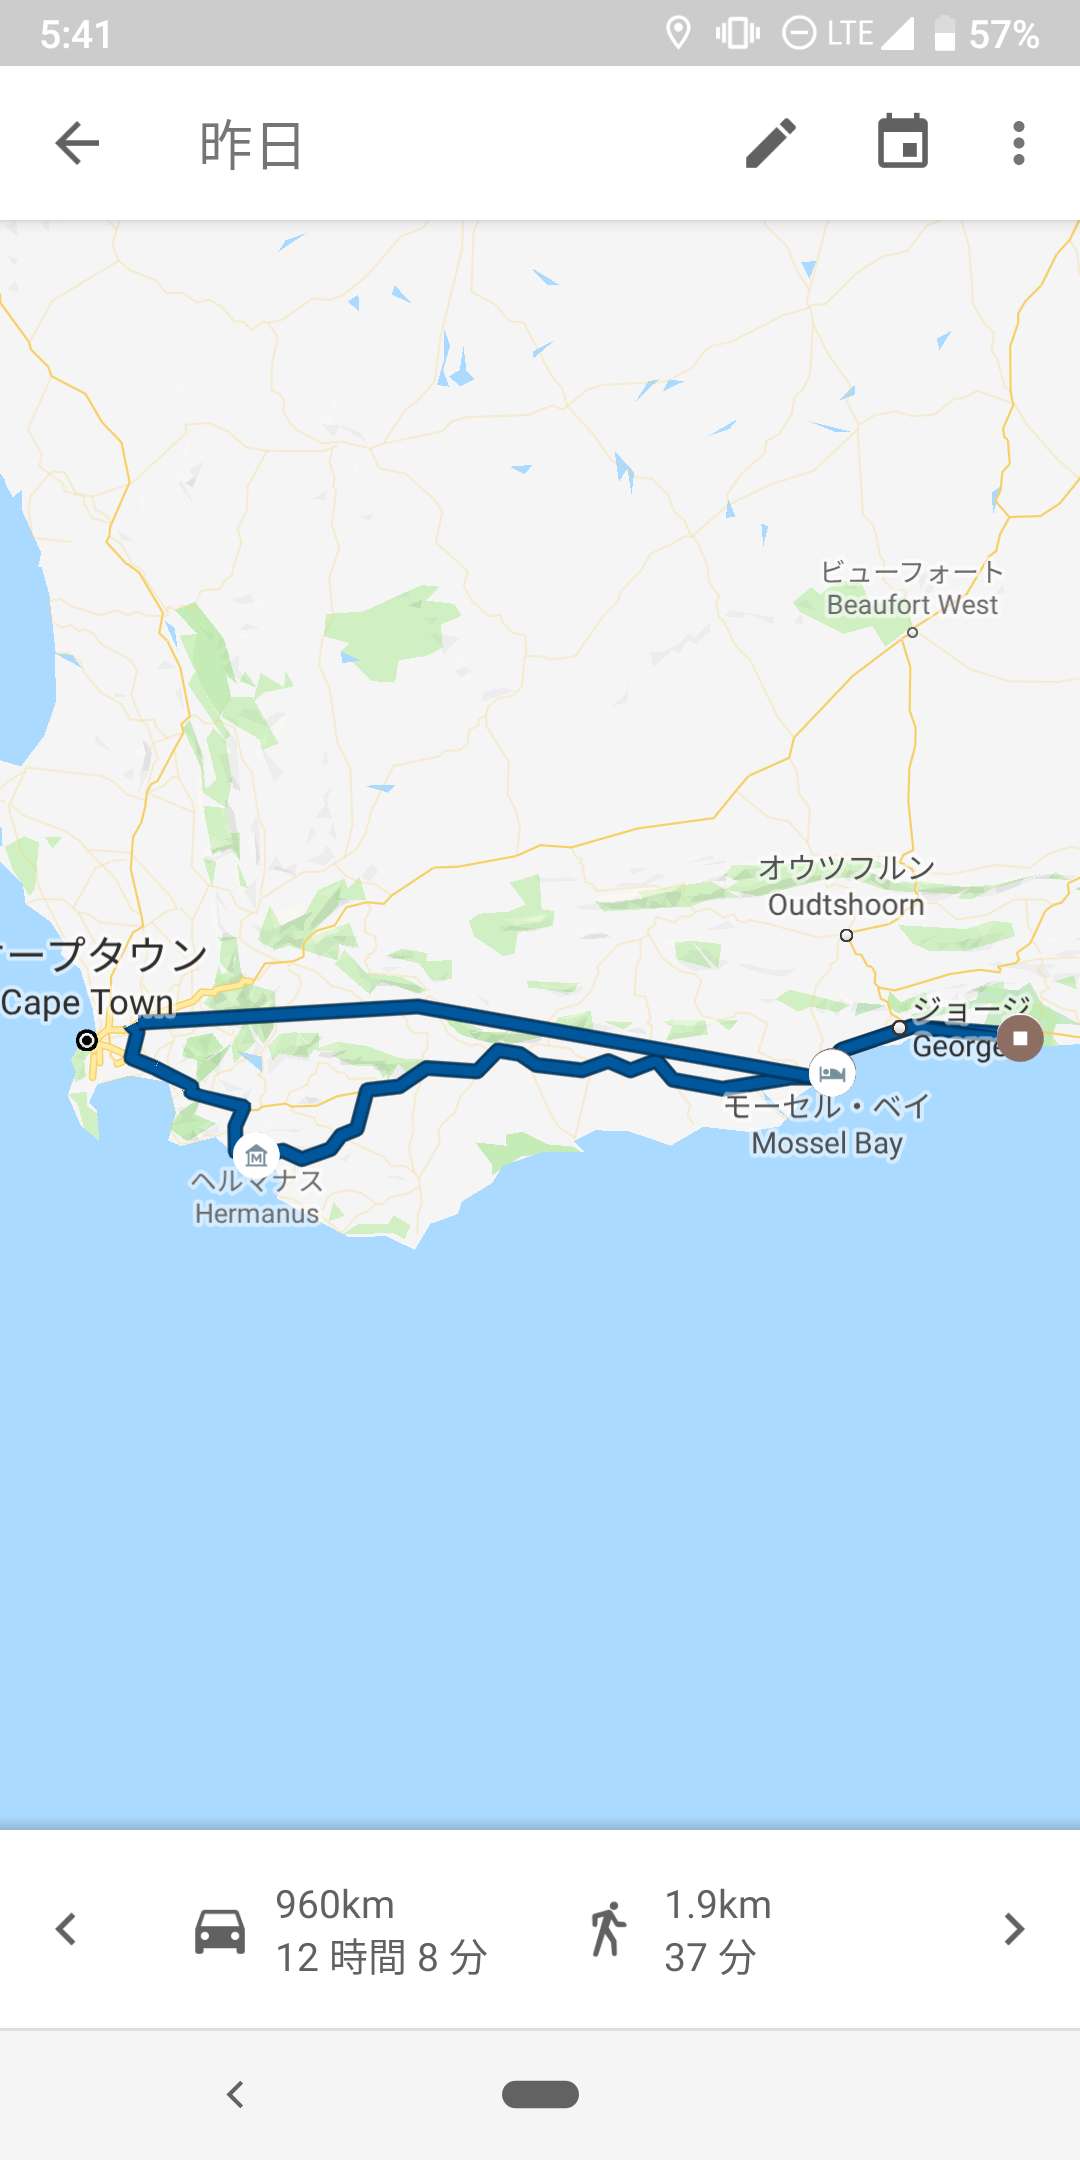 5:41 LTE 57%
昨日
ビューフォート
Beaufort West
オウツフルン
Oudtshoorn
ープタウン
Cape Town
ジョージ
George
モーセル・ベイ
Mossel Bay
ヘルマナス
Hermanus
960km
12 時間 8 分
1.9km
37 分